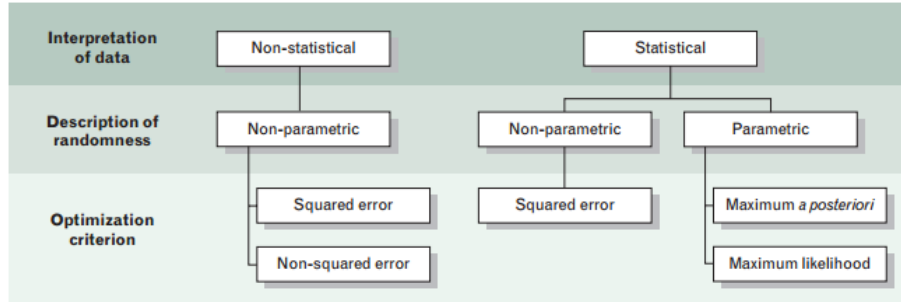 Interpretation
of data
Non-statistical
Statistical
Description of
randomness
Non-parametric
Non-parametric
Parametric
Optimization
criterion
Squared error
Squared error
Maximum a posteriori
Non-squared error
Maximum likelihood